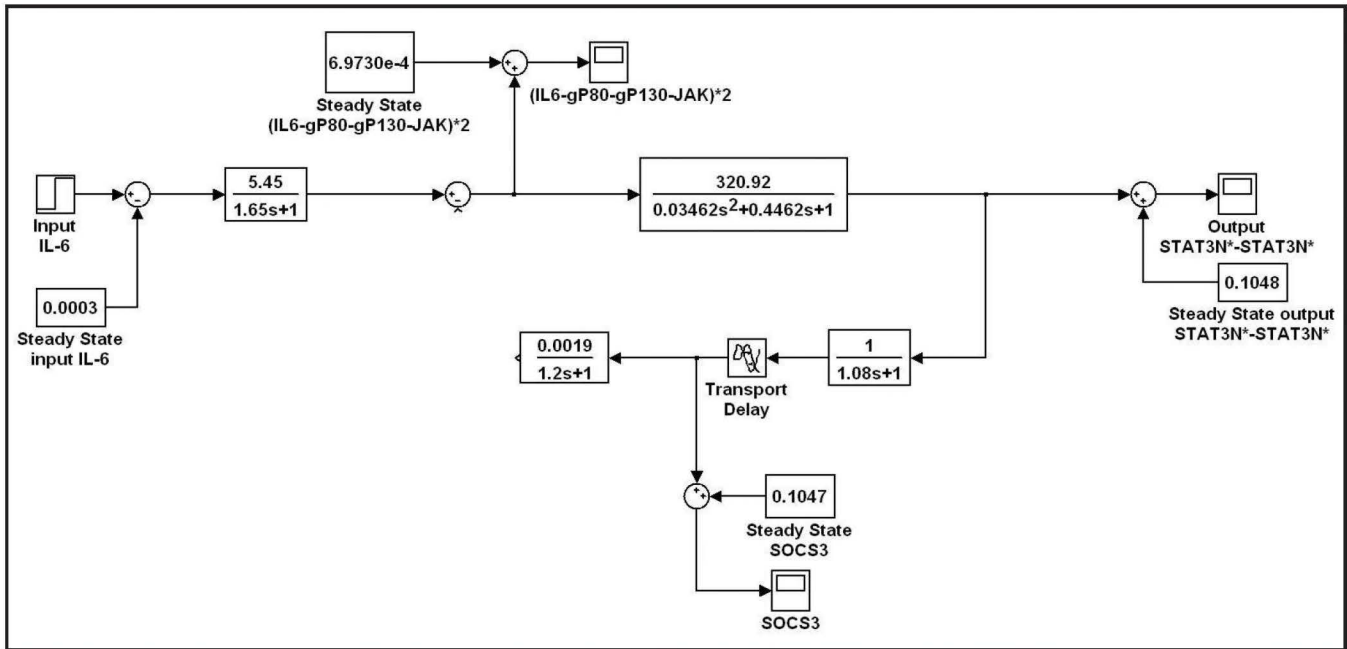 6.9730e-4
Steady State
(IL6-gP80-gP130-JAK)*2
+
+
(IL6-gP80-gP130-JAK)*2
Input
IL-6
+
−
5.45
1.65s+1
+
−
320.92
0.03462s²+0.4462s+1
+
+
Output
STAT3N*-STAT3N*
0.0003
Steady State
input IL-6
0.1048
Steady State output
STAT3N*-STAT3N*
0.0019
1.2s+1
Transport
Delay
1
1.08s+1
+
+
0.1047
Steady State
SOCS3
SOCS3